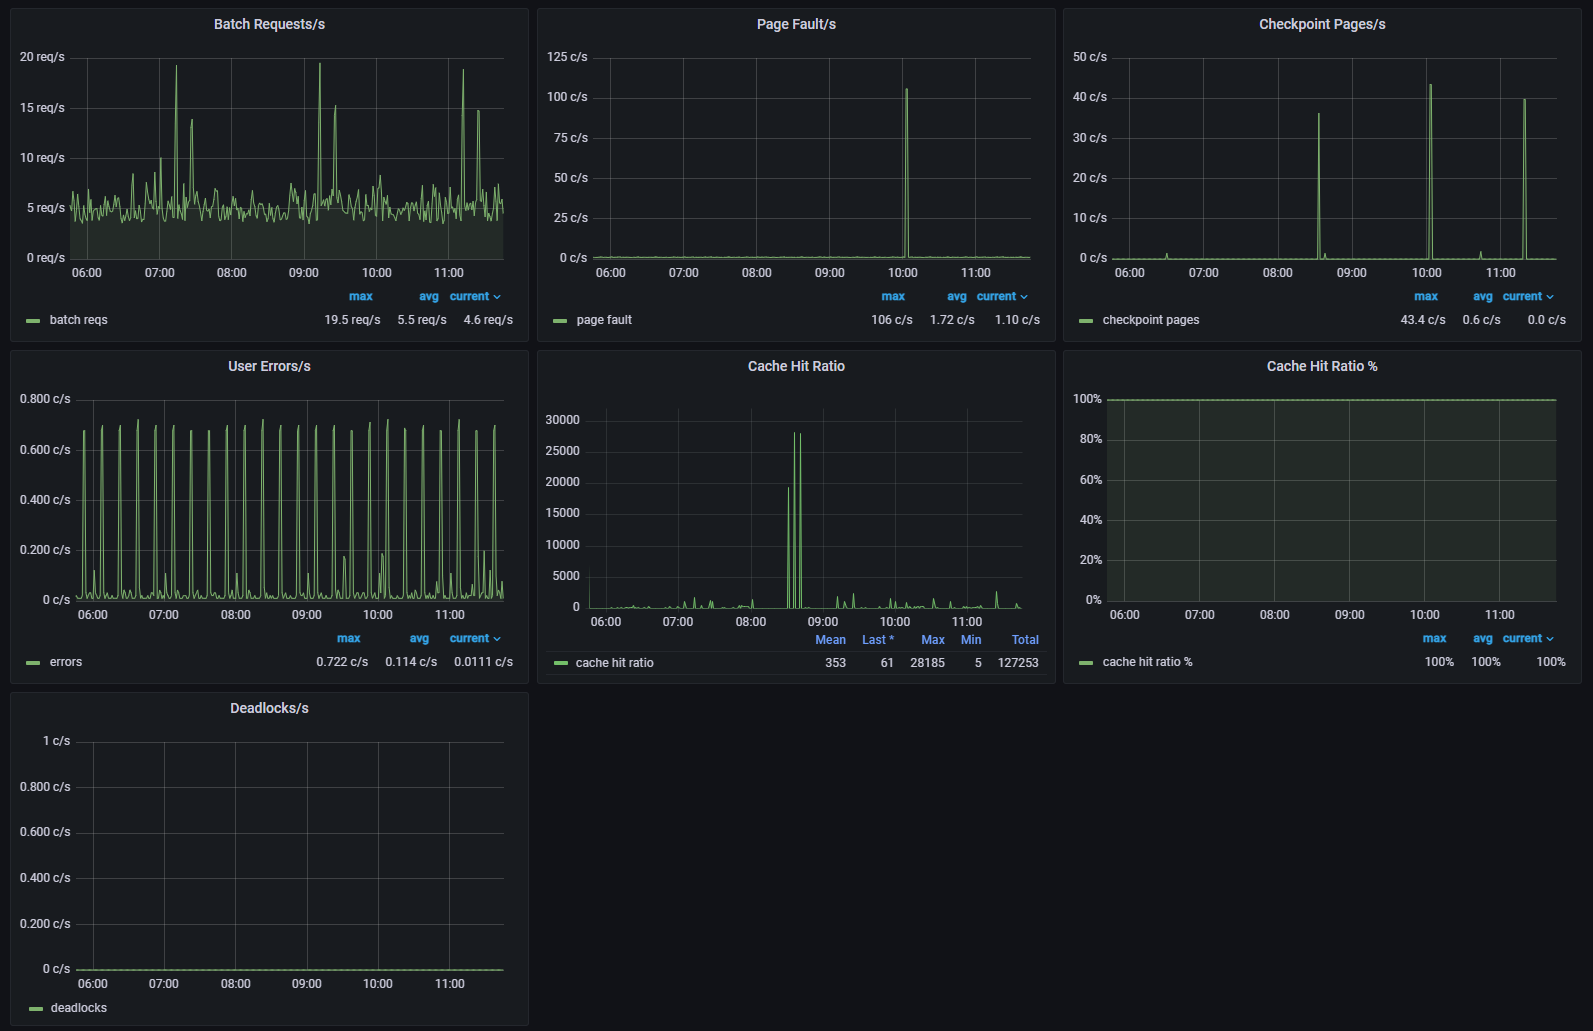 Batch Requests/s
20 req/s
15 req/s
10 req/s
5 req/s
0 req/s
06:00 07:00 08:00 09:00 10:00 11:00
max avg current
batch reqs 19.5 req/s 5.5 req/s 4.6 req/s
Page Fault/s
125 c/s
100 c/s
75 c/s
50 c/s
25 c/s
0 c/s
06:00 07:00 08:00 09:00 10:00 11:00
max avg current
page fault 106 c/s 1.72 c/s 1.10 c/s
Checkpoint Pages/s
50 c/s
40 c/s
30 c/s
20 c/s
10 c/s
0 c/s
06:00 07:00 08:00 09:00 10:00 11:00
max avg current
checkpoint pages 43.4 c/s 0.6 c/s 0.0 c/s
User Errors/s
0.800 c/s
0.600 c/s
0.400 c/s
0.200 c/s
0 c/s
06:00 07:00 08:00 09:00 10:00 11:00
max avg current
errors 0.722 c/s 0.114 c/s 0.0111 c/s
Cache Hit Ratio
30000
25000
20000
15000
10000
5000
0
06:00 07:00 08:00 09:00 10:00 11:00
Mean Last * Max Min Total
cache hit ratio 353 61 28185 5 127253
Cache Hit Ratio %
100%
80%
60%
40%
20%
0%
06:00 07:00 08:00 09:00 10:00 11:00
max avg current
cache hit ratio % 100% 100% 100%
Deadlocks/s
1 c/s
0.800 c/s
0.600 c/s
0.400 c/s
0.200 c/s
0 c/s
06:00 07:00 08:00 09:00 10:00 11:00
deadlocks